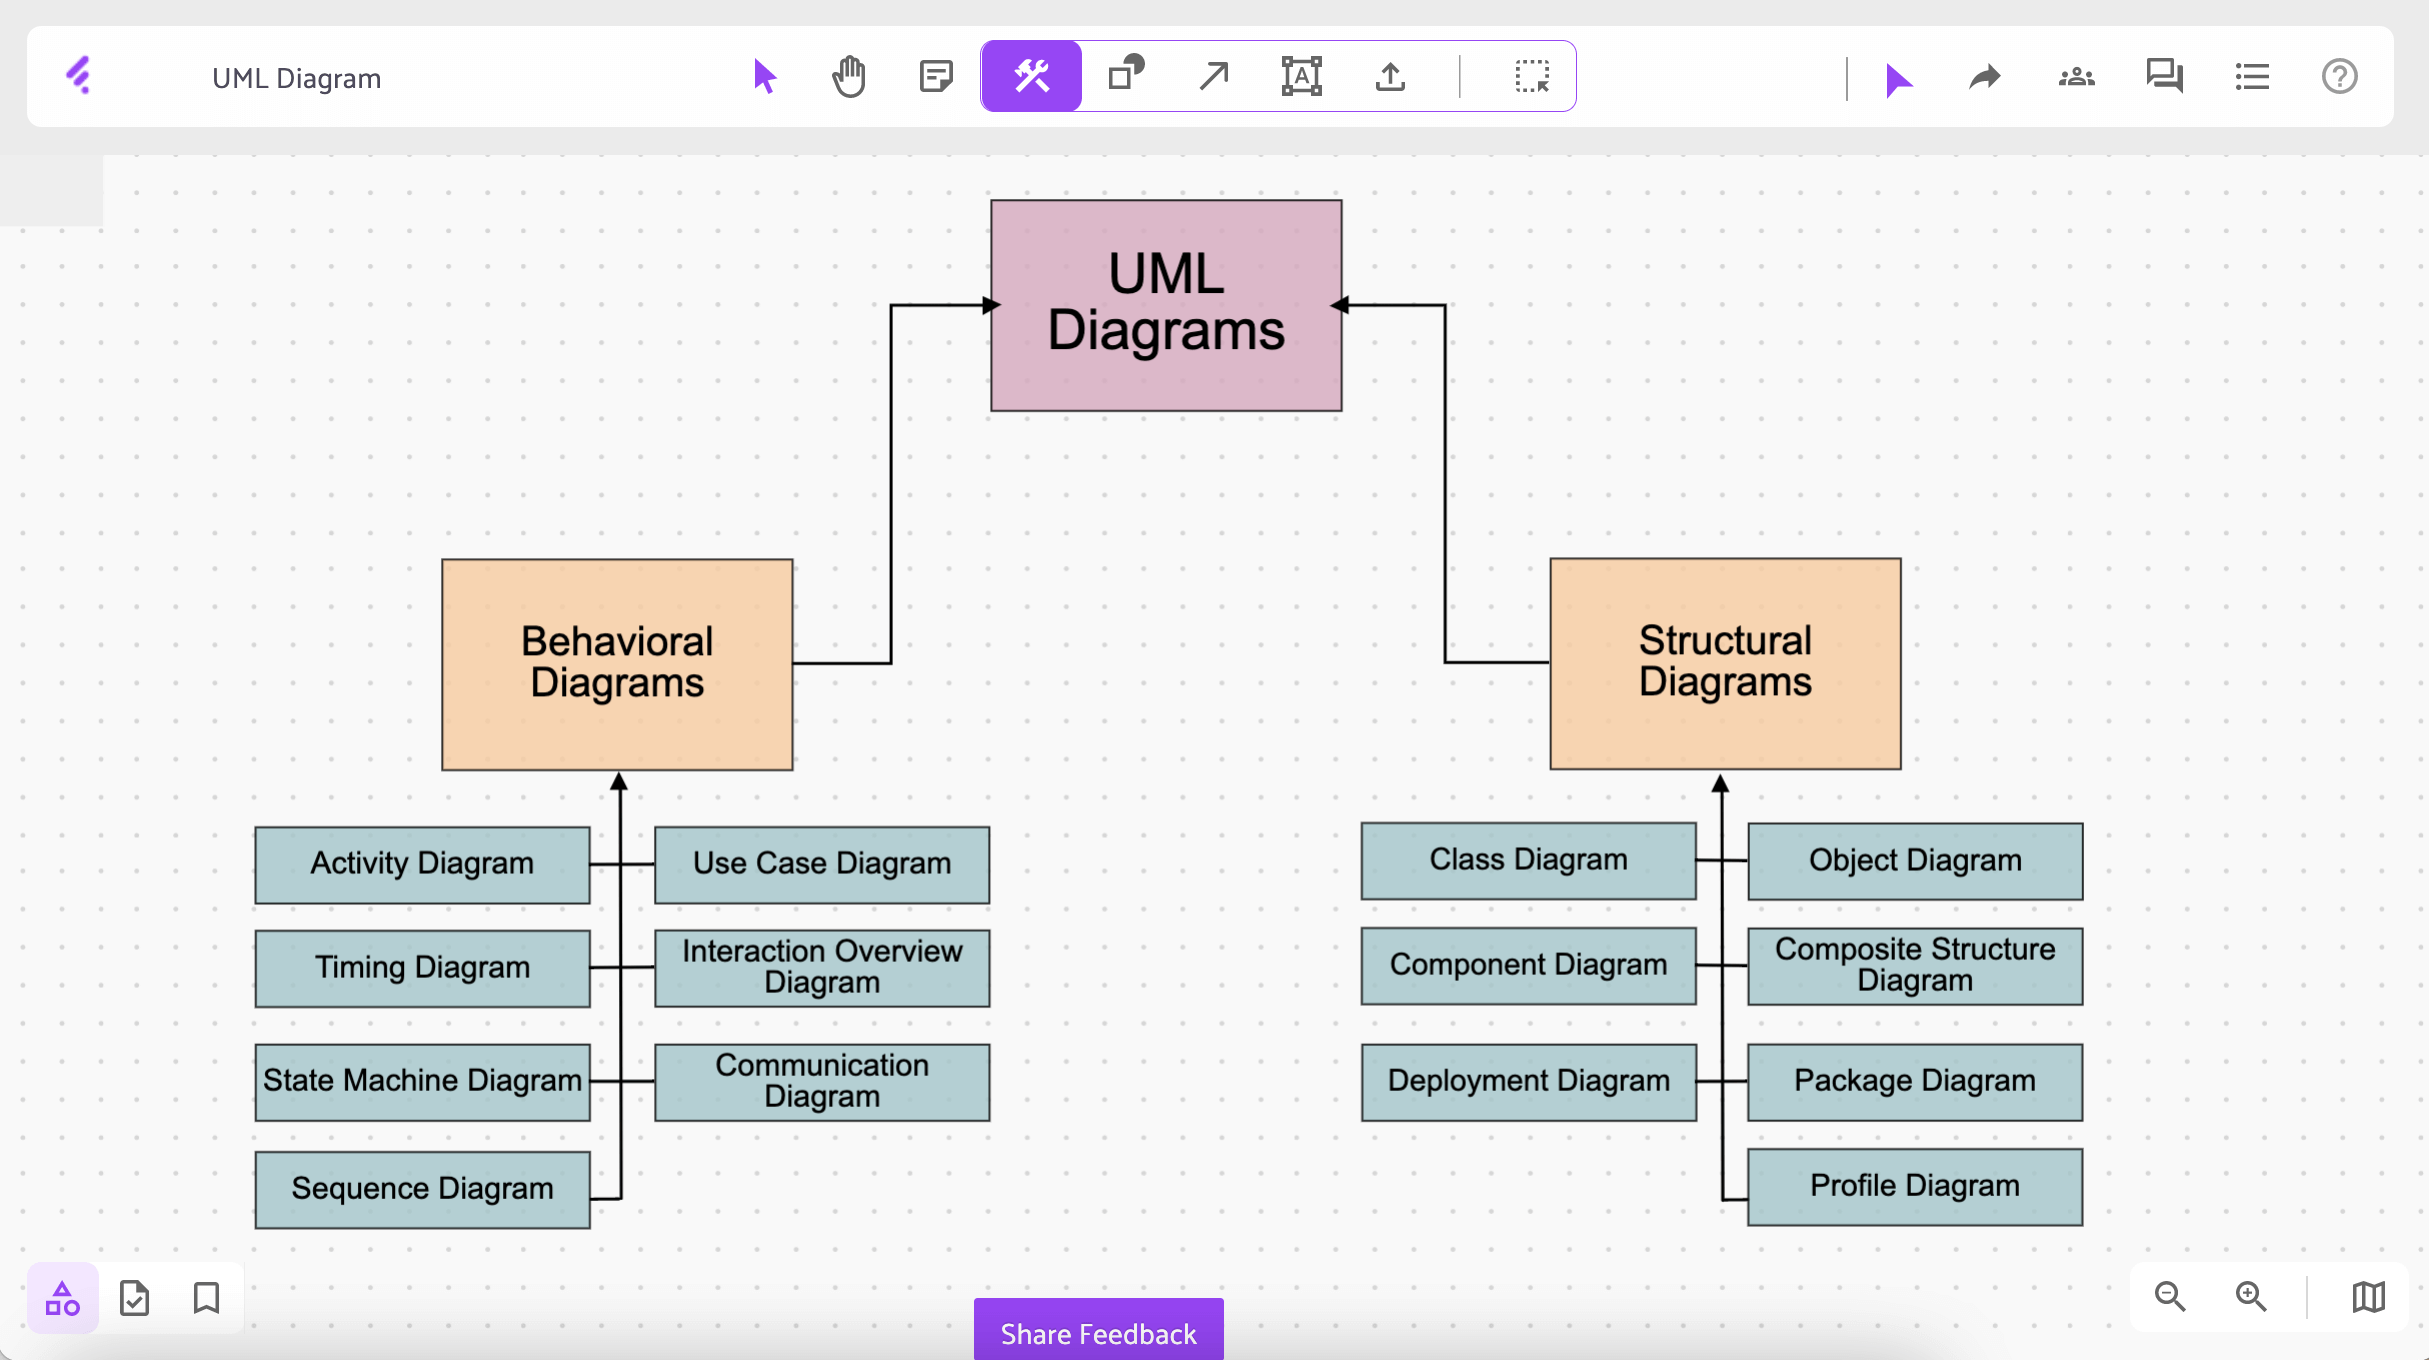 UML Diagram
A
UML
Diagrams
Behavioral
Diagrams
Structural
Diagrams
Activity Diagram
Use Case Diagram
Timing Diagram
Interaction Overview
Diagram
State Machine Diagram
Communication
Diagram
Sequence Diagram
Class Diagram
Object Diagram
Component Diagram
Composite Structure
Diagram
Deployment Diagram
Package Diagram
Profile Diagram
Share Feedback